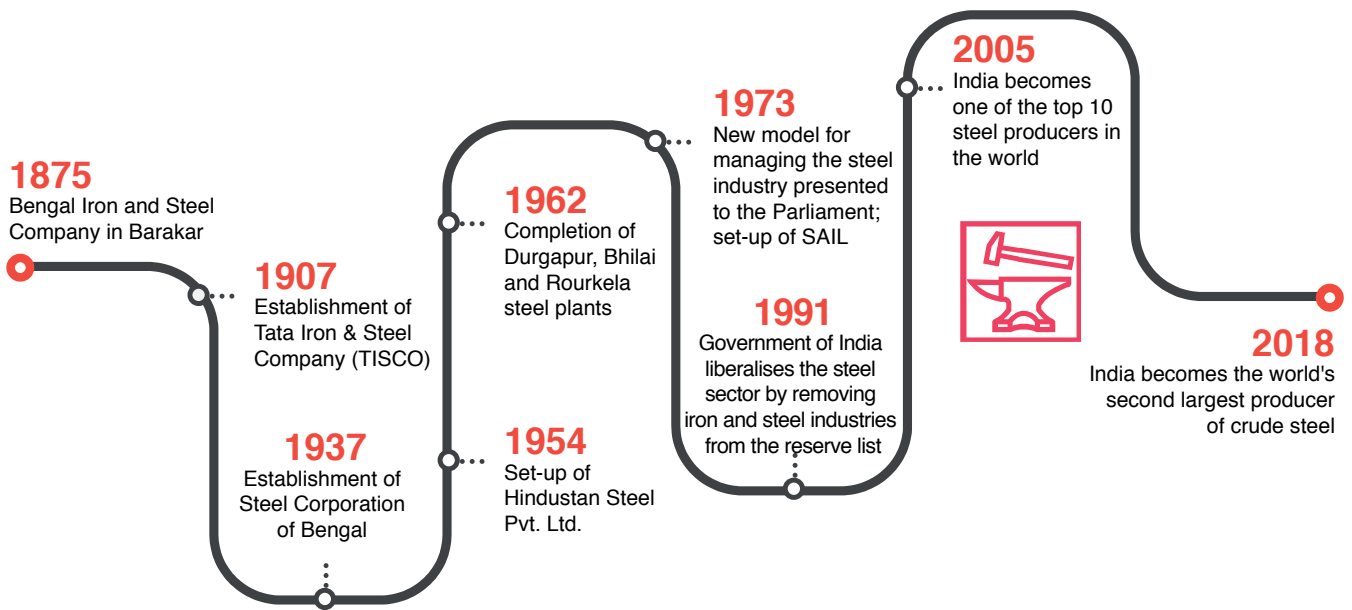 1875
Bengal Iron and Steel
Company in Barakar
1907
Establishment of
Tata Iron & Steel
Company (TISCO)
1937
Establishment of
Steel Corporation
of Bengal
1954
Set-up of
Hindustan Steel
Pvt. Ltd.
1962
Completion of
Durgapur, Bhilai
and Rourkela
steel plants
1973
New model for
managing the steel
industry presented
to the Parliament;
set-up of SAIL
1991
Government of India
liberalises the steel
sector by removing
iron and steel industries
from the reserve list
2005
India becomes
one of the top 10
steel producers in
the world
2018
India becomes the world's
second largest producer
of crude steel